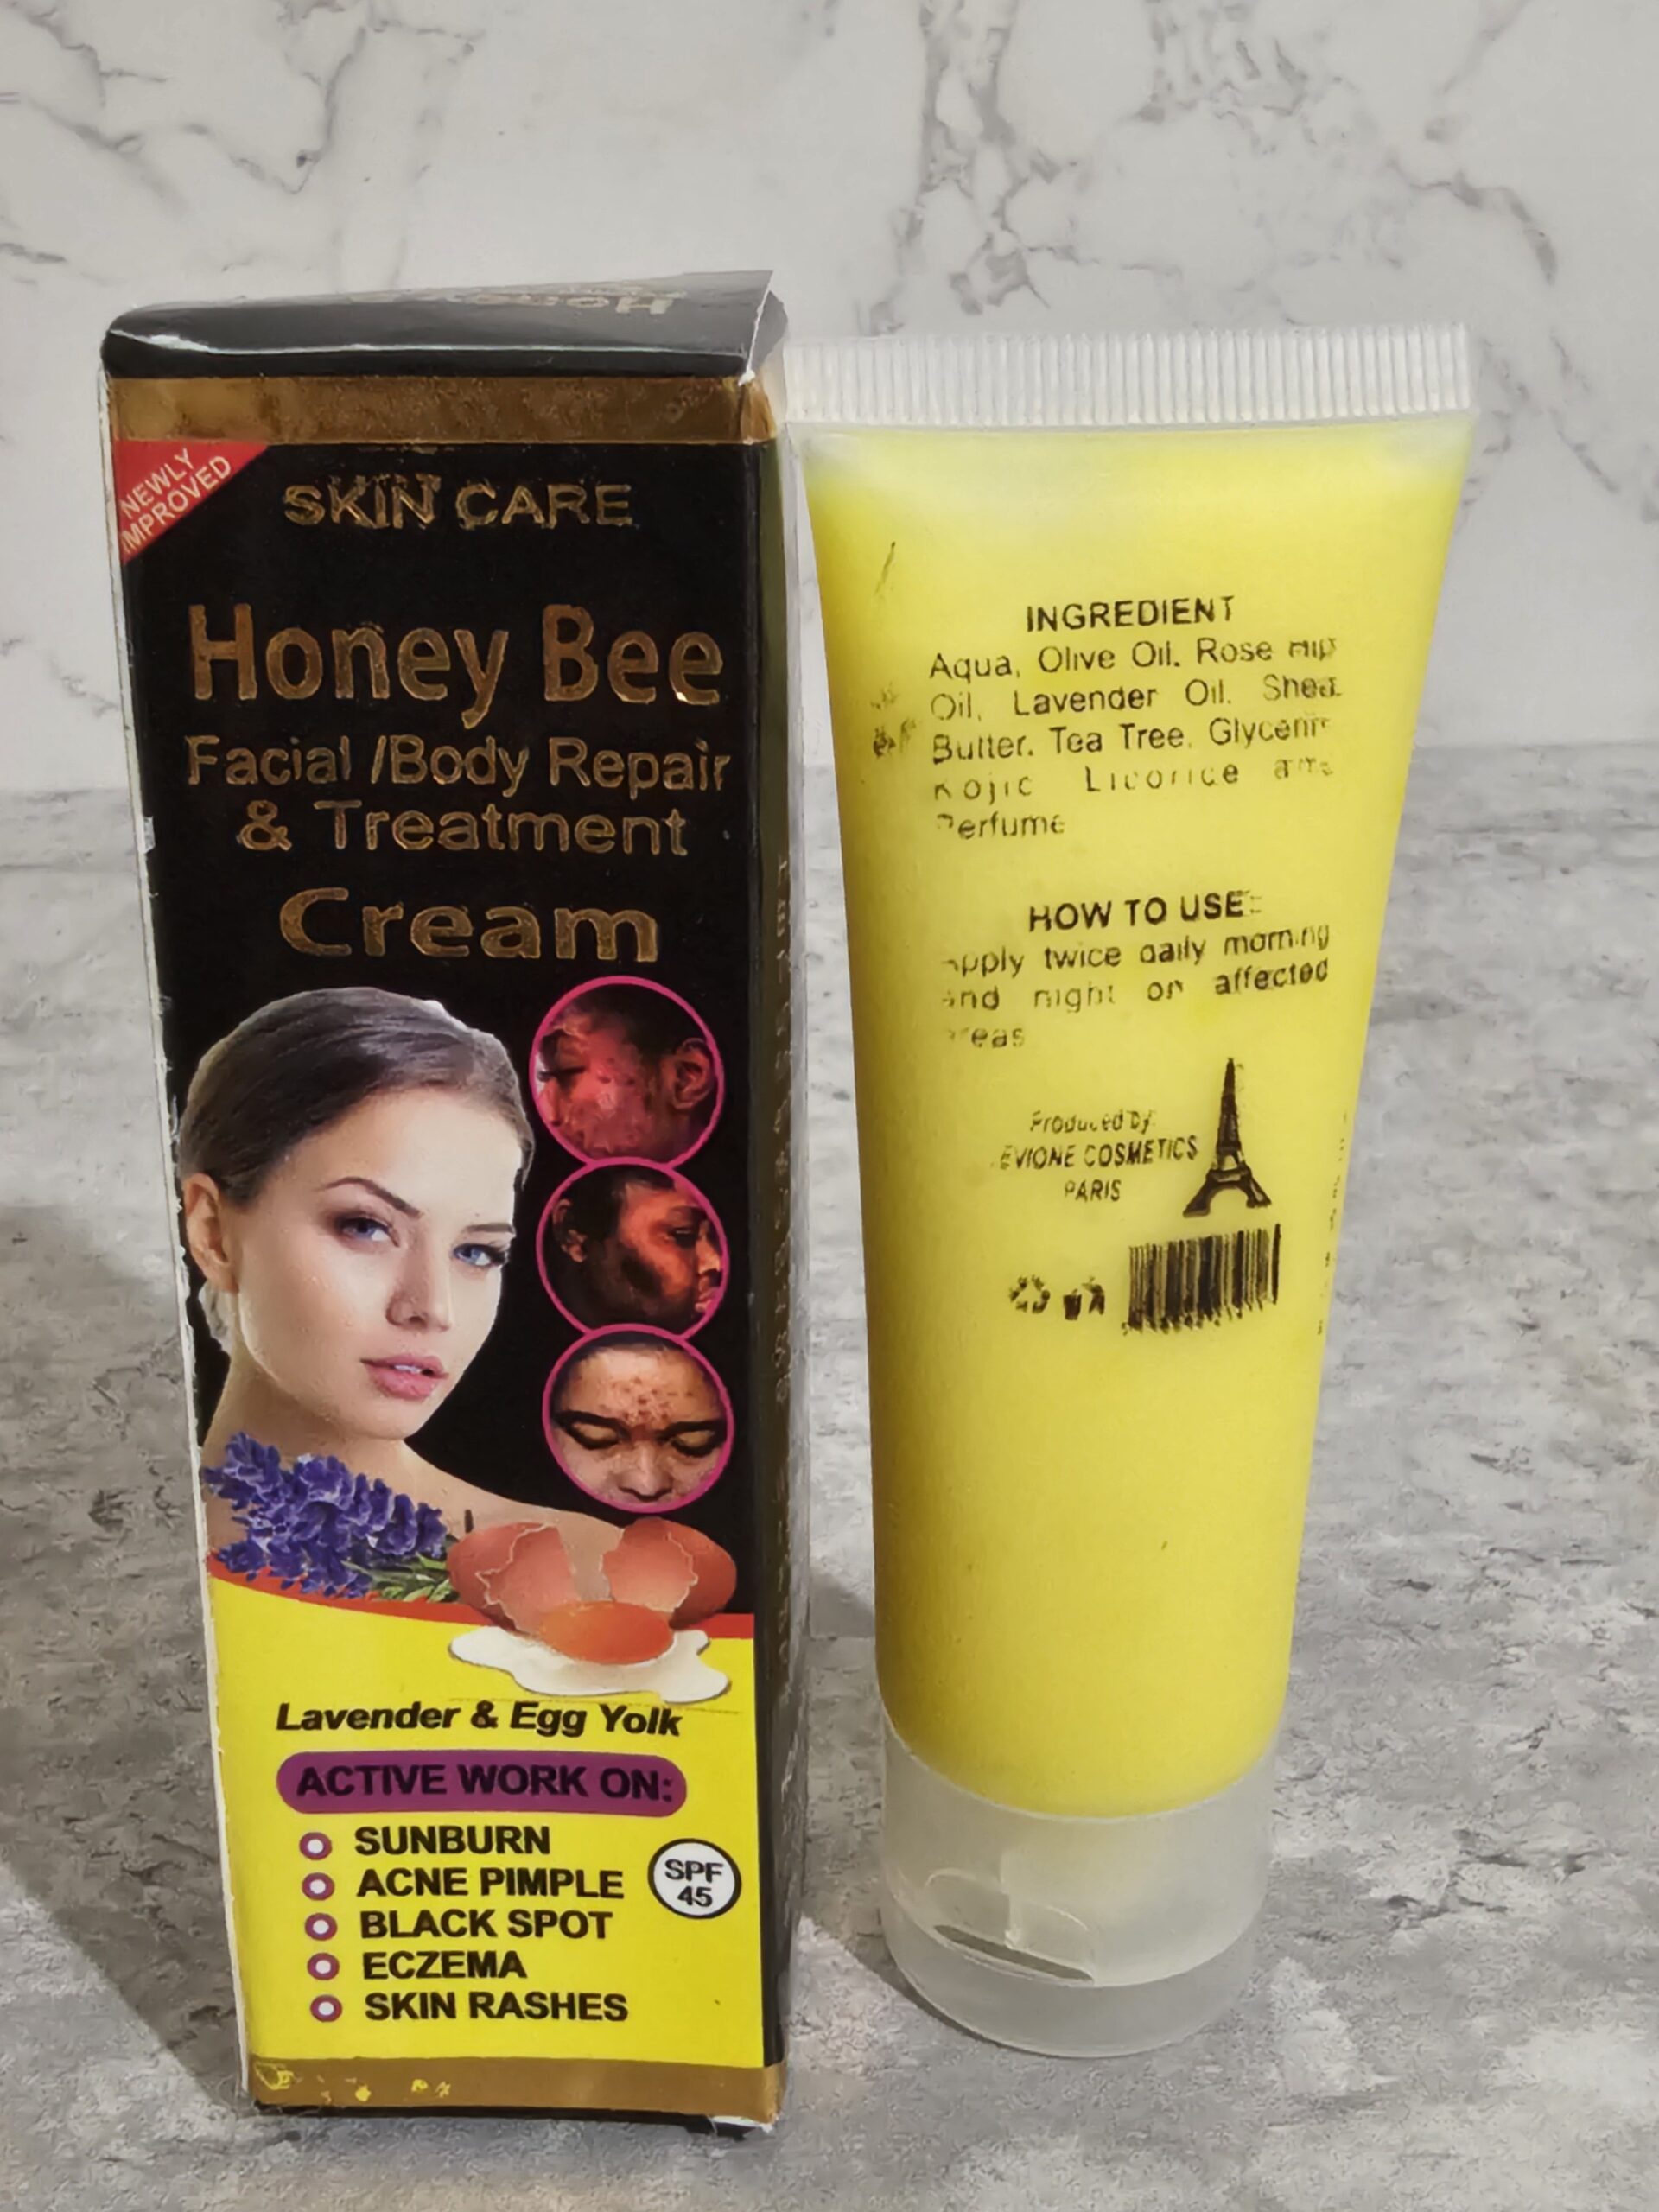 NEWLY
IMPROVED
SKIN CARE
Honey Bee
Facial /Body Repair
& Treatment
Cream
Lavender & Egg Yolk
ACTIVE WORK ON:
SUNBURN
ACNE PIMPLE
BLACK SPOT
ECZEMA
SKIN RASHES
SPF
45
INGREDIENT
Aqua, Olive Oil. Rose Hip
Oil, Lavender Oil. Shea
Butter. Tea Tree. Glycerin
Kojic Licorice and
Perfume
HOW TO USE:
Apply twice daily morning
and night on affected
areas
Produced by
EVIONE COSMETICS
PARIS